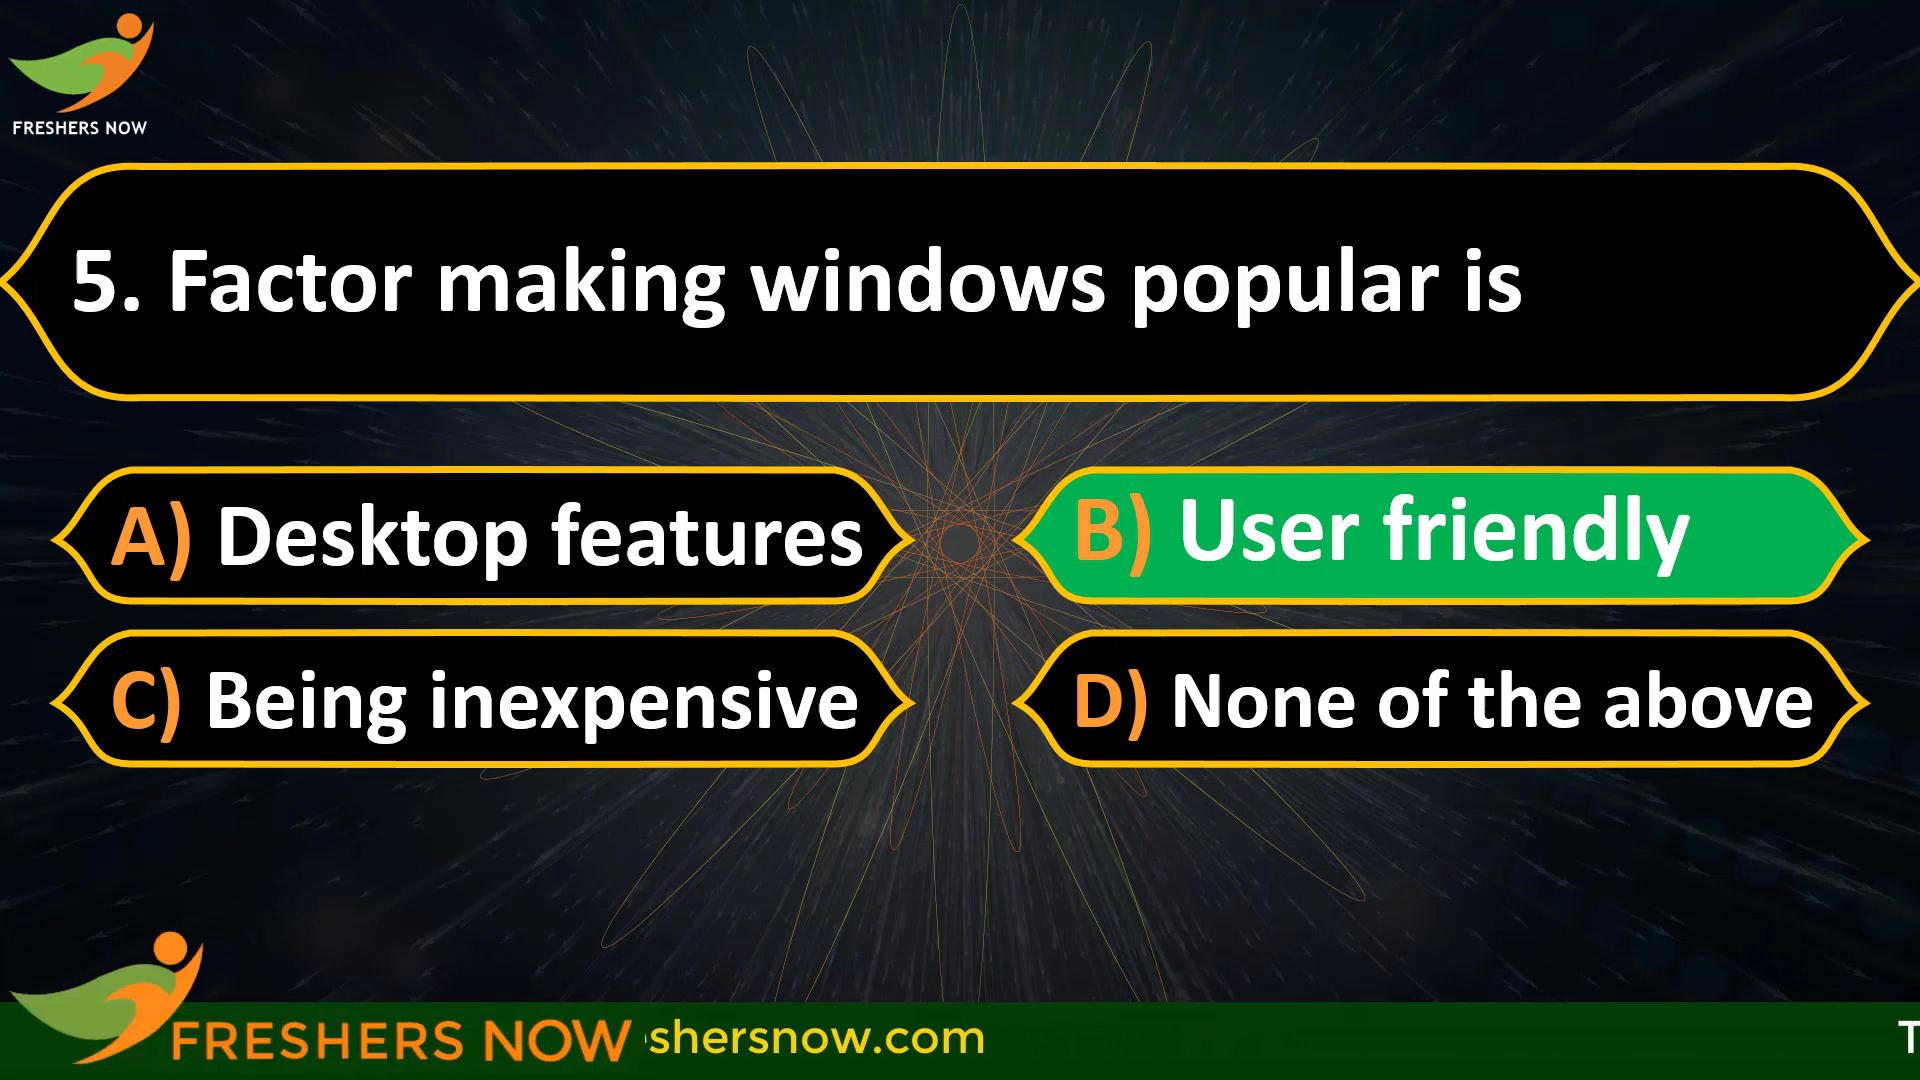 FRESHERS NOW
5. Factor making windows popular is
A) Desktop features
B) User friendly
C) Being inexpensive
D) None of the above
FRESHERS NOW
shersnow.com
T